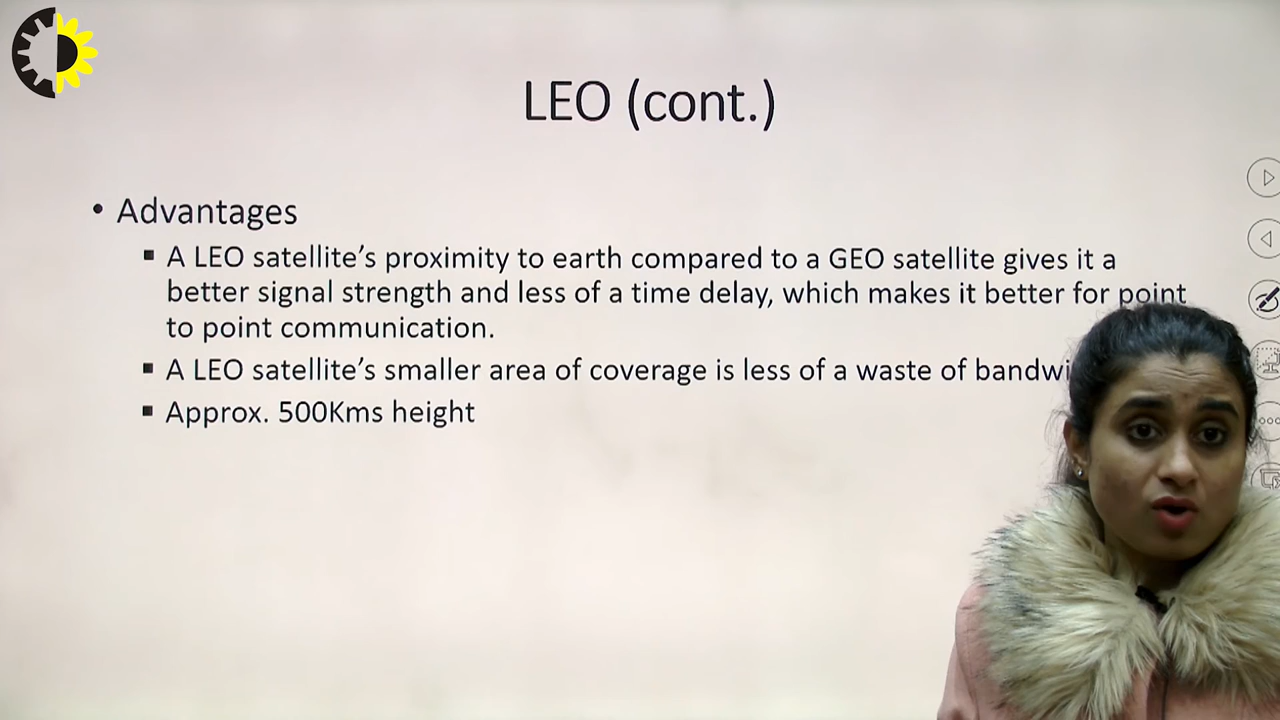 LEO (cont.)
• Advantages
▪ A LEO satellite's proximity to earth compared to a GEO satellite gives it a
better signal strength and less of a time delay, which makes it better for point
to point communication.
▪ A LEO satellite's smaller area of coverage is less of a waste of
▪ Approx. 500Kms height